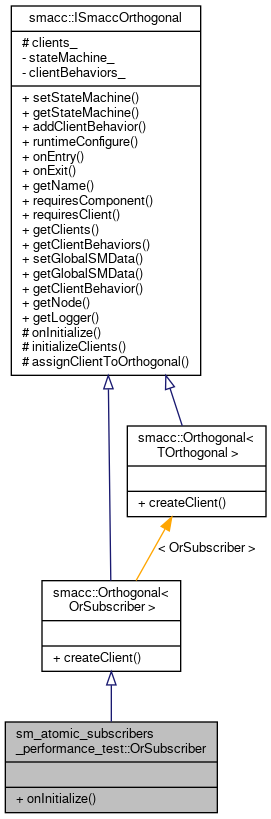 smacc::ISmaccOrthogonal
# clients_
- stateMachine_
- clientBehaviors_
+ setStateMachine()
+ getStateMachine()
+ addClientBehavior()
+ runtimeConfigure()
+ onEntry()
+ onExit()
+ getName()
+ requiresComponent()
+ requiresClient()
+ getClients()
+ getClientBehaviors()
+ setGlobalSMData()
+ getGlobalSMData()
+ getClientBehavior()
+ getNode()
+ getLogger()
# onInitialize()
# initializeClients()
# assignClientToOrthogonal()
smacc::Orthogonal<
TOrthogonal >
+ createClient()
< OrSubscriber >
smacc::Orthogonal<
OrSubscriber >
+ createClient()
sm_atomic_subscribers
_performance_test::OrSubscriber
+ onInitialize()